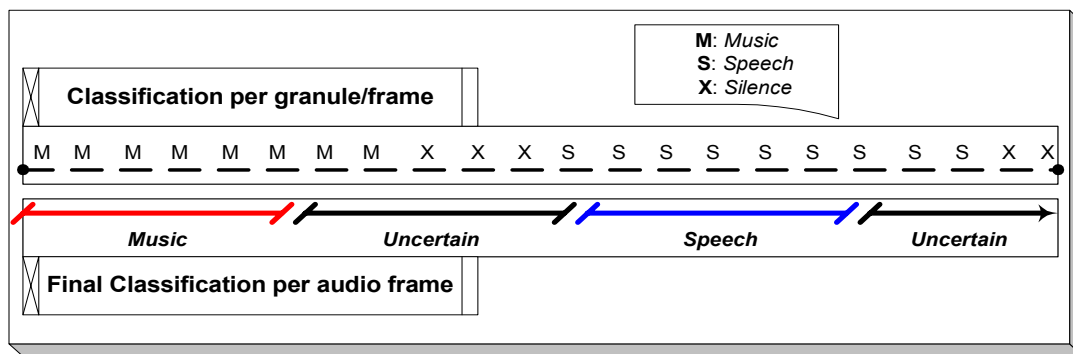 M: Music
S: Speech
X: Silence
Classification per granule/frame
M M M M M M M M X X X S S S S S S S S S X X
Music Uncertain Speech Uncertain
Final Classification per audio frame